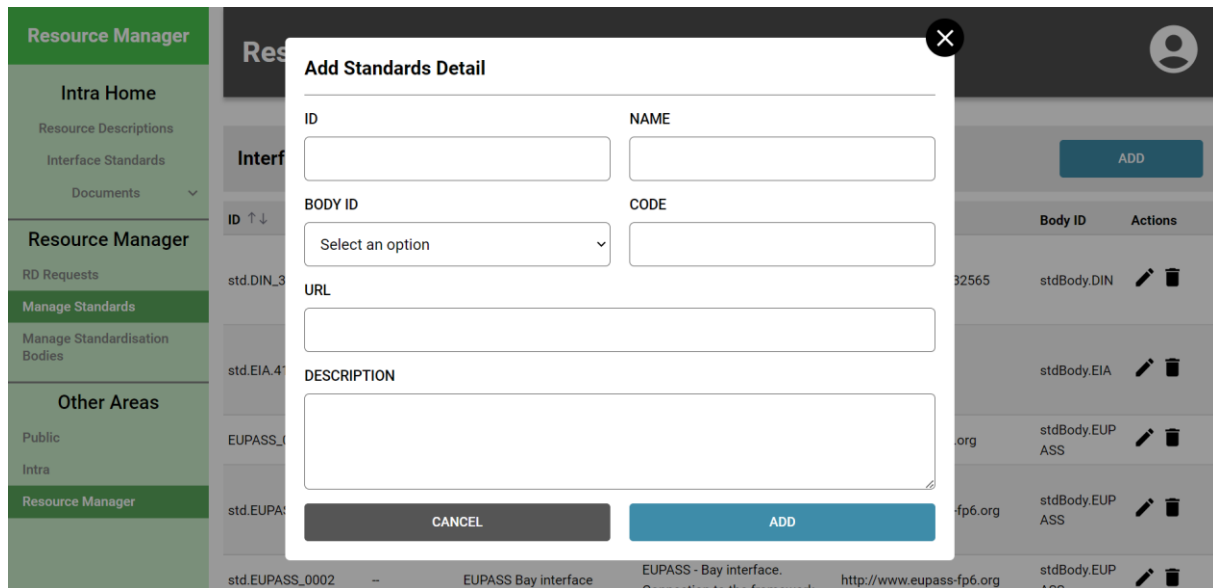 Resource Manager
Res
Intra Home
Resource Descriptions
Interface Standards
Documents
Resource Manager
RD Requests
Manage Standards
Manage Standardisation
Bodies
Other Areas
Public
Intra
Resource Manager
Add Standards Detail
ID
NAME
BODY ID
CODE
Select an option
URL
DESCRIPTION
CANCEL
ADD
Interf
ADD
ID ↑↓
Body ID
Actions
std.DIN_3
32565
stdBody.DIN
std.EIA.4
stdBody.EIA
EUPASS_
.org
stdBody.EUP
ASS
std.EUPA
-fp6.org
stdBody.EUP
ASS
std.EUPASS_0002
--
EUPASS Bay interface
EUPASS - Bay interface.
http://www.eupass-fp6.org
stdBody.EUP